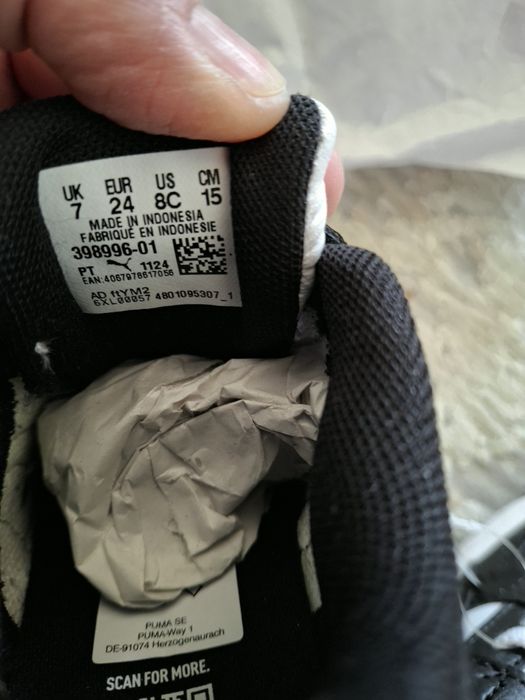 UK EUR US CM
7 24 8C 15
MADE IN INDONESIA
FABRIQUÉ EN INDONESIE
398996-01
PT 1124
EAN:4067978617056
AD ttYM2
6XL00057 4801095307_1
PUMA SE
PUMA-Way 1
DE-91074 Herzogenaurach
SCAN FOR MORE.